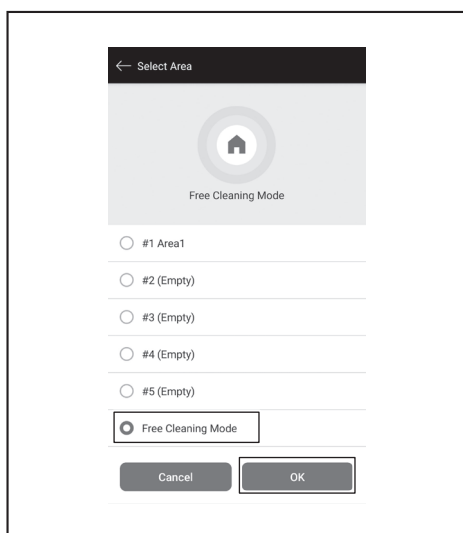 Select Area
Free Cleaning Mode
#1 Area1
#2 (Empty)
#3 (Empty)
#4 (Empty)
#5 (Empty)
Free Cleaning Mode
Cancel OK